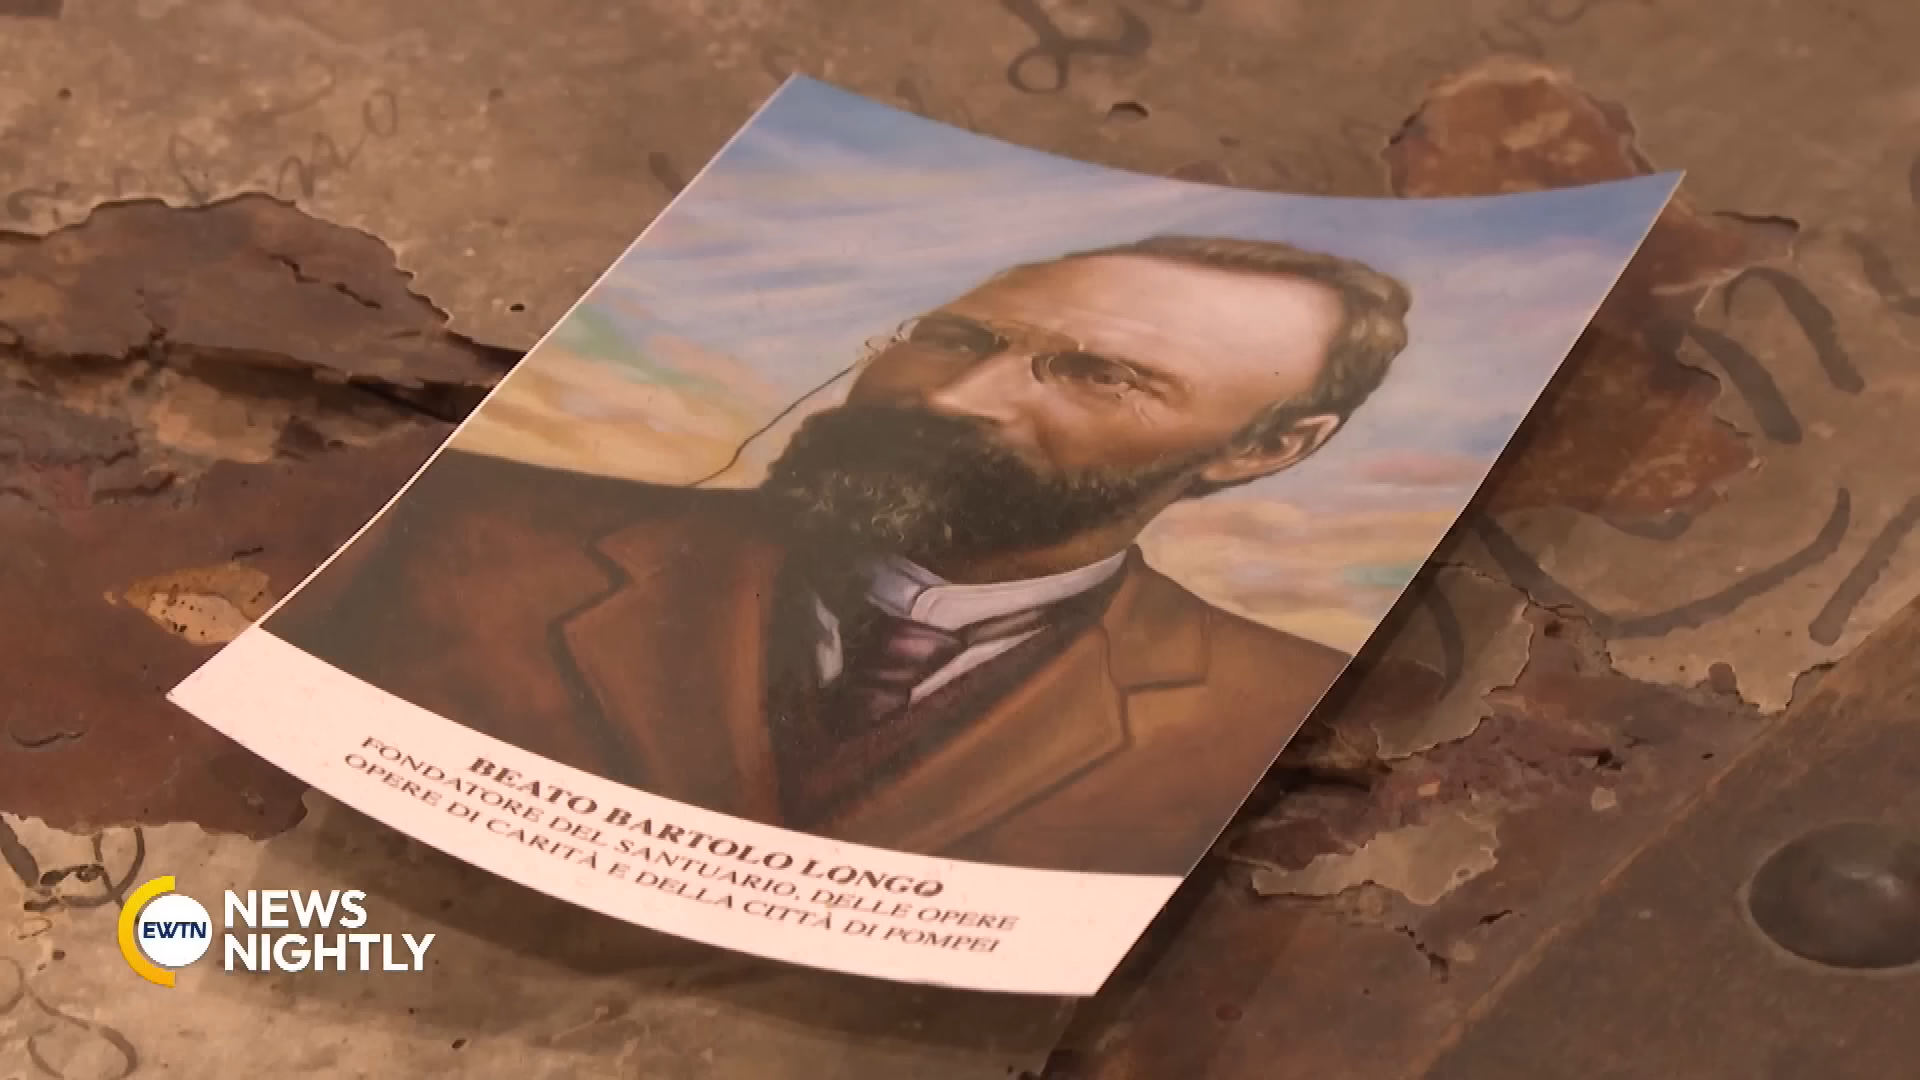 BEATO BARTOLO LONGO
FONDATORE DEL SANTUARIO, DELLE OPERE
OPERE DI CARITÀ E DELLA CITTÀ DI POMPEI
EWTN
NEWS
NIGHTLY